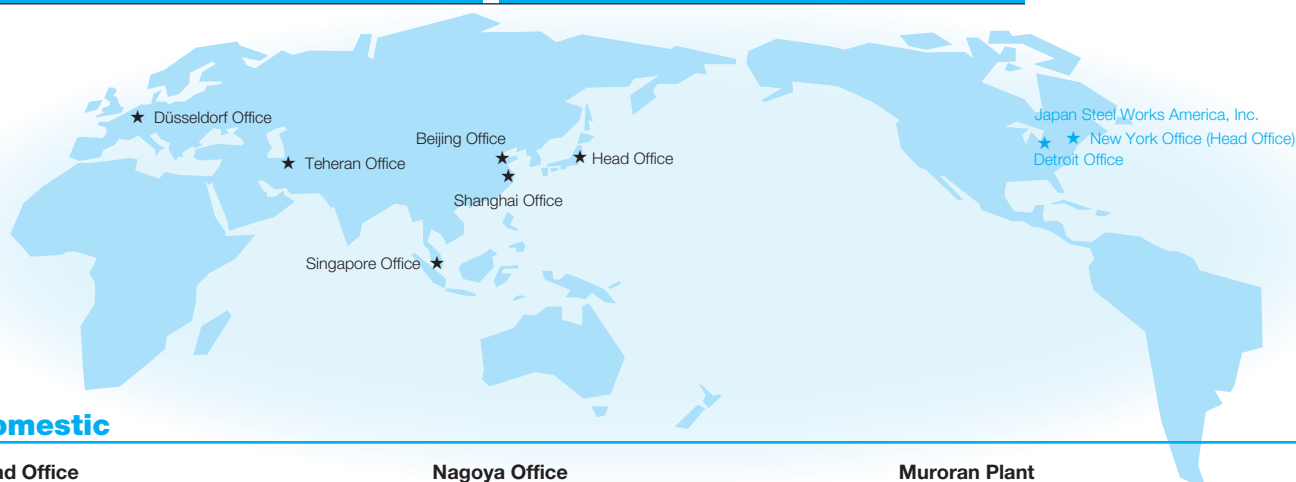 Japan Steel Works America, Inc.
Düsseldorf Office
Beijing Office
New York Office (Head Office)
Teheran Office
Head Office
Detroit Office
Shanghai Office
Singapore Office
omestic
ad Office
Nagoya Office
Muroran Plant